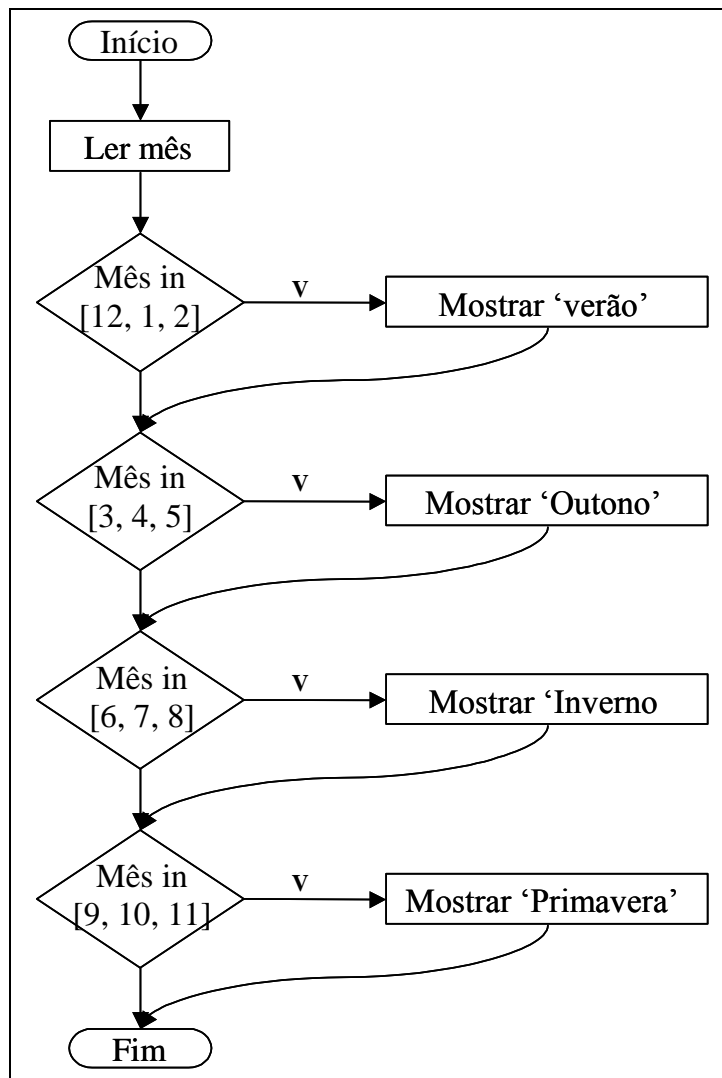 Início
Ler mês
Mês in
[12, 1, 2]
V
Mostrar ‘verão’
Mês in
[3, 4, 5]
V
Mostrar ‘Outono’
Mês in
[6, 7, 8]
V
Mostrar ‘Inverno
Mês in
[9, 10, 11]
V
Mostrar ‘Primavera’
Fim